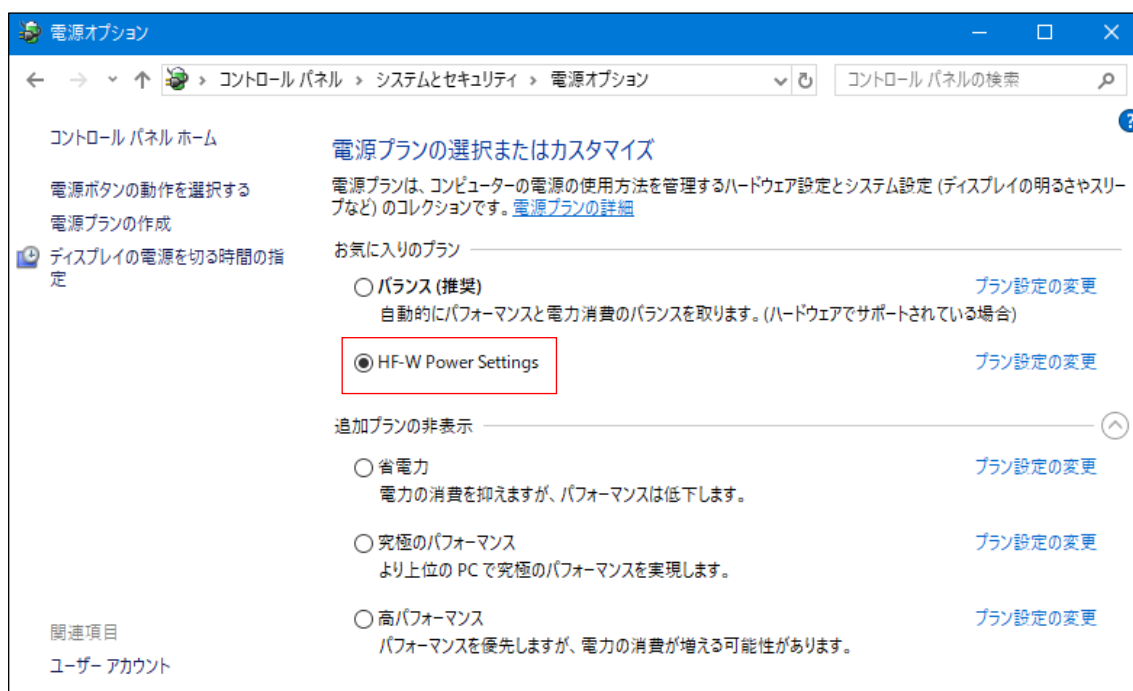 電源オプション
コントロール パネル › システムとセキュリティ › 電源オプション
コントロール パネルの検索
コントロール パネル ホーム
電源ボタンの動作を選択する
電源プランの作成
ディスプレイの電源を切る時間の指
定
関連項目
ユーザー アカウント
電源プランの選択またはカスタマイズ
電源プランは、コンピューターの電源の使用方法を管理するハードウェア設定とシステム設定 (ディスプレイの明るさやスリー
プなど) のコレクションです。電源プランの詳細
お気に入りのプラン
バランス (推奨) プラン設定の変更
自動的にパフォーマンスと電力消費のバランスを取ります。(ハードウェアでサポートされている場合)
HF-W Power Settings プラン設定の変更
追加プランの非表示
省電力 プラン設定の変更
電力の消費を抑えますが、パフォーマンスは低下します。
究極のパフォーマンス プラン設定の変更
より上位の PC で究極のパフォーマンスを実現します。
高パフォーマンス プラン設定の変更
パフォーマンスを優先しますが、電力の消費が増える可能性があります。